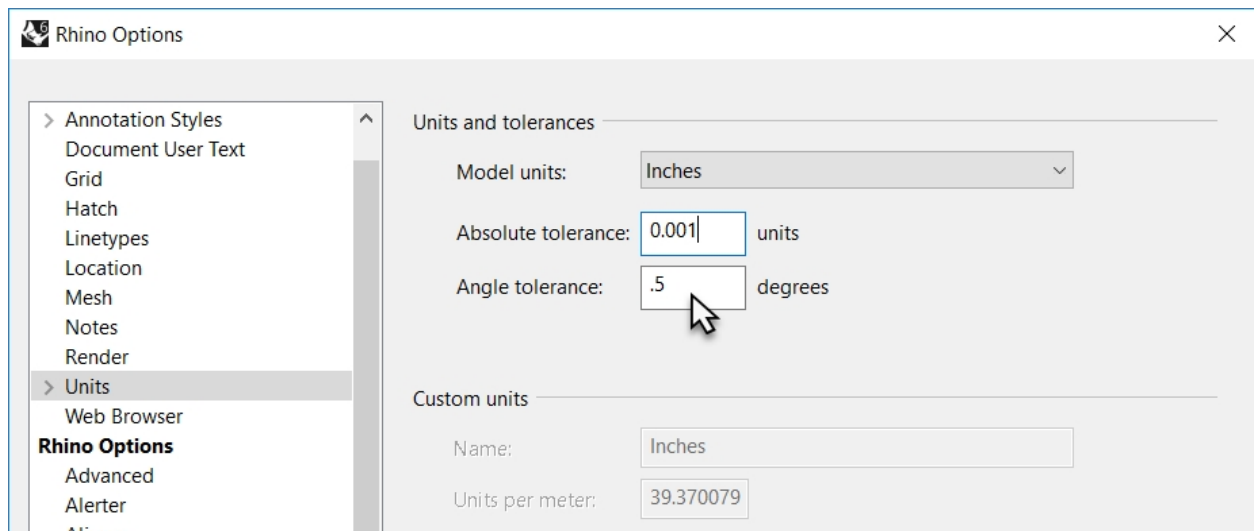 Rhino Options
Annotation Styles
Document User Text
Grid
Hatch
Linetypes
Location
Mesh
Notes
Render
Units
Web Browser
Rhino Options
Advanced
Alerter
Units and tolerances
Model units: Inches
Absolute tolerance: 0.001 units
Angle tolerance: .5 degrees
Custom units
Name: Inches
Units per meter: 39.370079